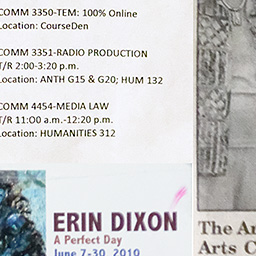 COMM 3350-TEM: 100% Online
Location: CourseDen
COMM 3351-RADIO PRODUCTION
T/R 2:00-3:20 p.m.
Location: ANTH G15 & G20; HUM 132
COMM 4454-MEDIA LAW
T/R 11:00 a.m.-12:20 p.m.
Location: HUMANITIES 312
ERIN DIXON
A Perfect Day
June 7-30, 2010
The Ar
Arts C